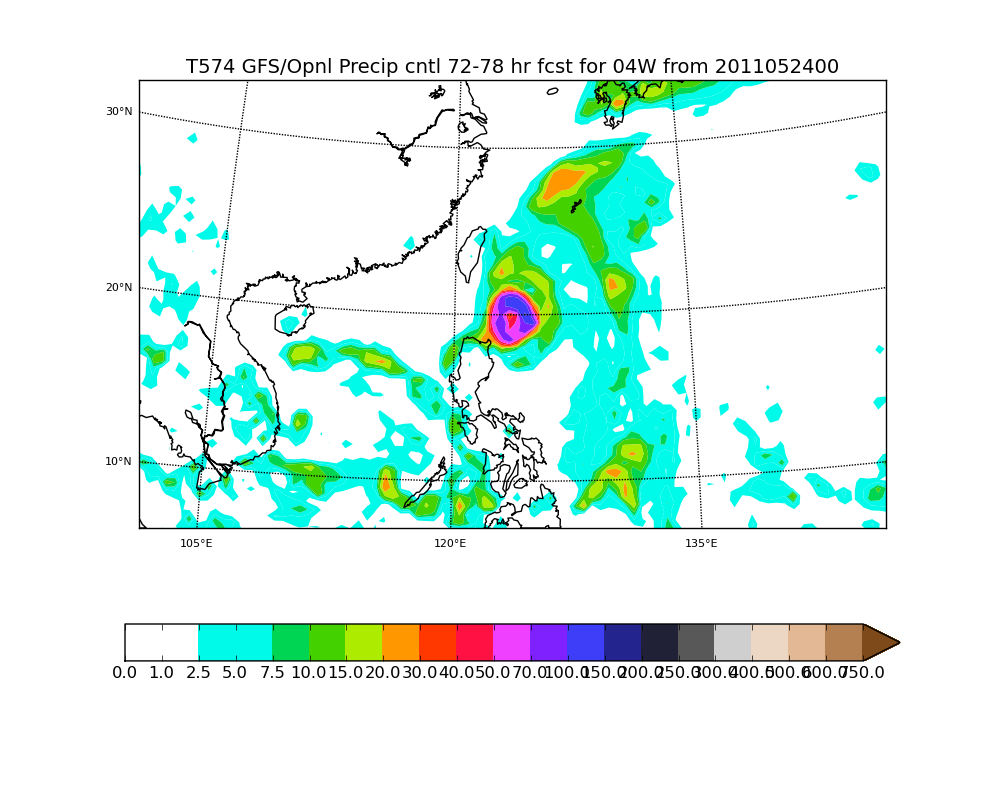 T574 GFS/Opnl Precip cntl 72-78 hr fcst for 04W from 2011052400
30°N
20°N
10°N
105°E 120°E 135°E
0.0 1.0 2.5 5.0 7.5 10.0 15.0 20.0 30.0 40.0 50.0 70.0 100.0 150.0 200.0 250.0 300.0 400.0 500.0 600.0 750.0